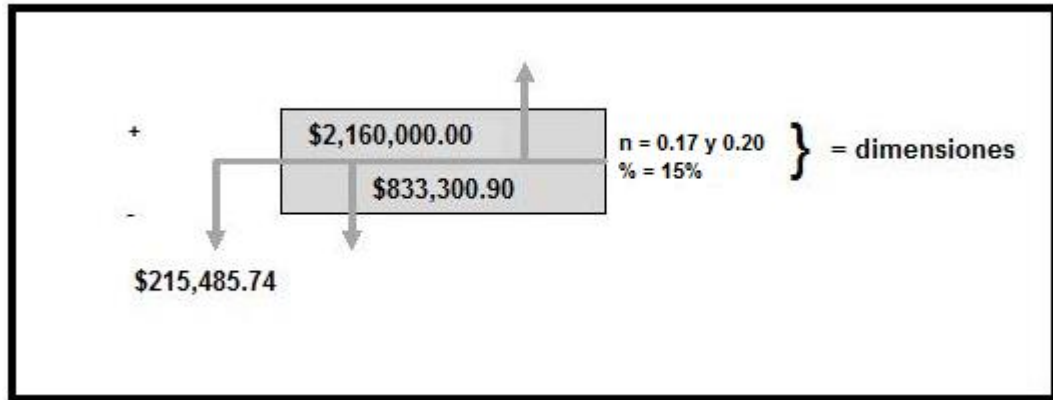 +
$2,160,000.00
n = 0.17 y 0.20
% = 15%
} = dimensiones
$833,300.90
-
$215,485.74